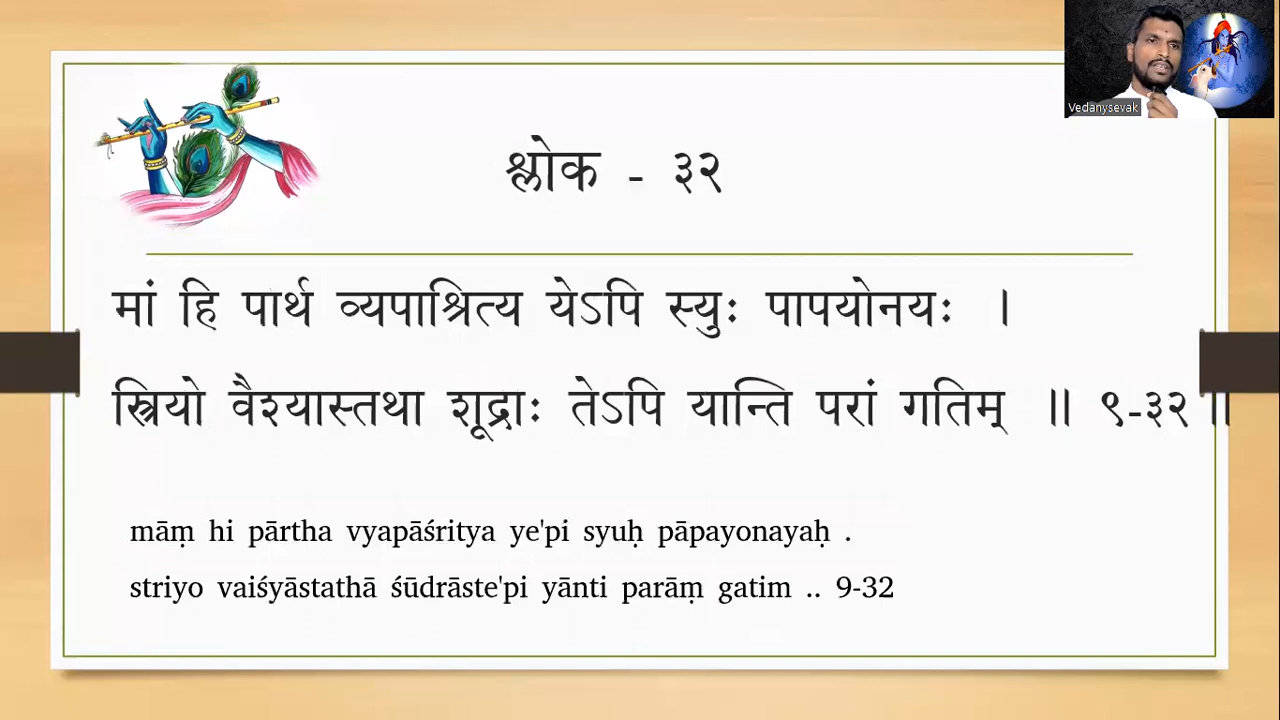 Vedanysevak
श्लोक - ३२
मां हि पार्थ व्यपाश्रित्य येऽपि स्युः पापयोनयः ।
स्त्रियो वैश्यास्तथा शूद्राः तेऽपि यान्ति परां गतिम् ॥ ९-३२ ॥
māṃ hi pārtha vyapāśritya ye'pi syuḥ pāpayonayaḥ .
striyo vaiśyāstathā śūdrāste'pi yānti parāṃ gatim .. 9-32